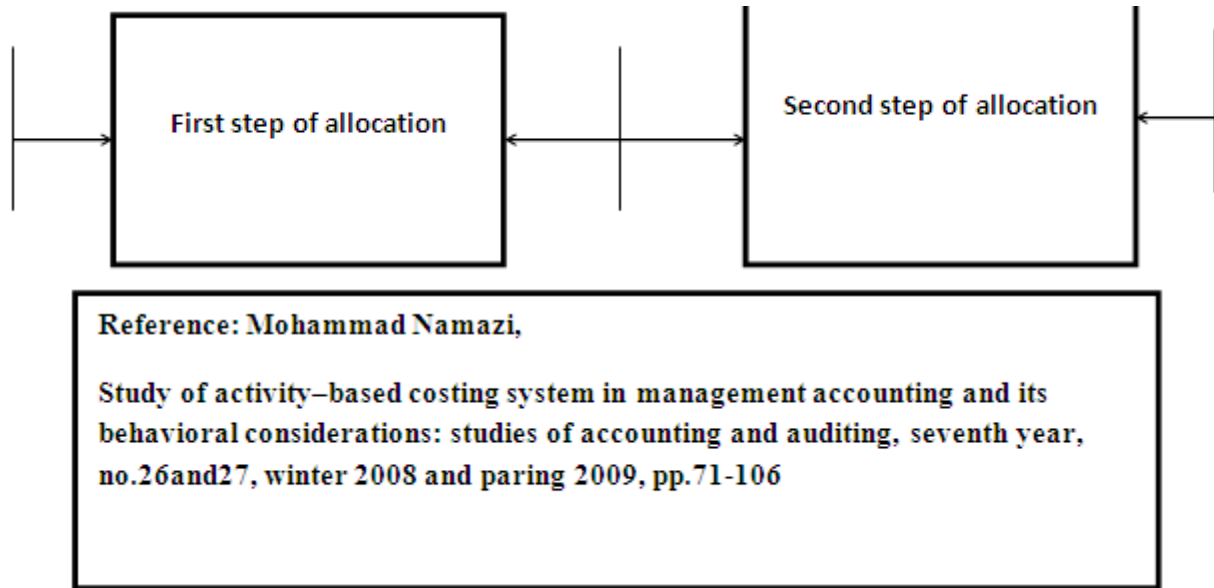 First step of allocation
Second step of allocation
Reference: Mohammad Namazi,
Study of activity–based costing system in management accounting and its
behavioral considerations: studies of accounting and auditing, seventh year,
no.26and27, winter 2008 and paring 2009, pp.71-106